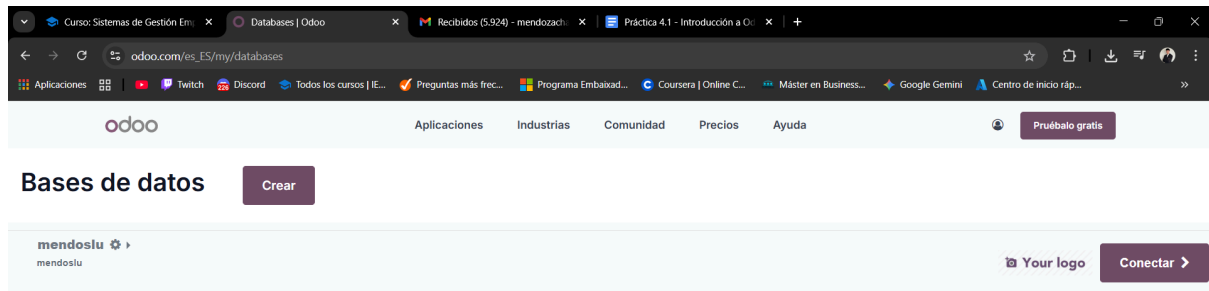 Curso: Sistemas de Gestión Em
Databases | Odoo
Recibidos (5.924) - mendozach
Práctica 4.1 - Introducción a Od
odoo.com/es_ES/my/databases
Aplicaciones
Twitch
226
Discord
Todos los cursos | IE...
Preguntas más frec...
Programa Embaixad...
Coursera | Online C...
Máster en Business...
Google Gemini
Centro de inicio ráp...
odoo
Aplicaciones
Industrias
Comunidad
Precios
Ayuda
Pruébalo gratis
Bases de datos
Crear
mendoslu
mendoslu
Your logo
Conectar